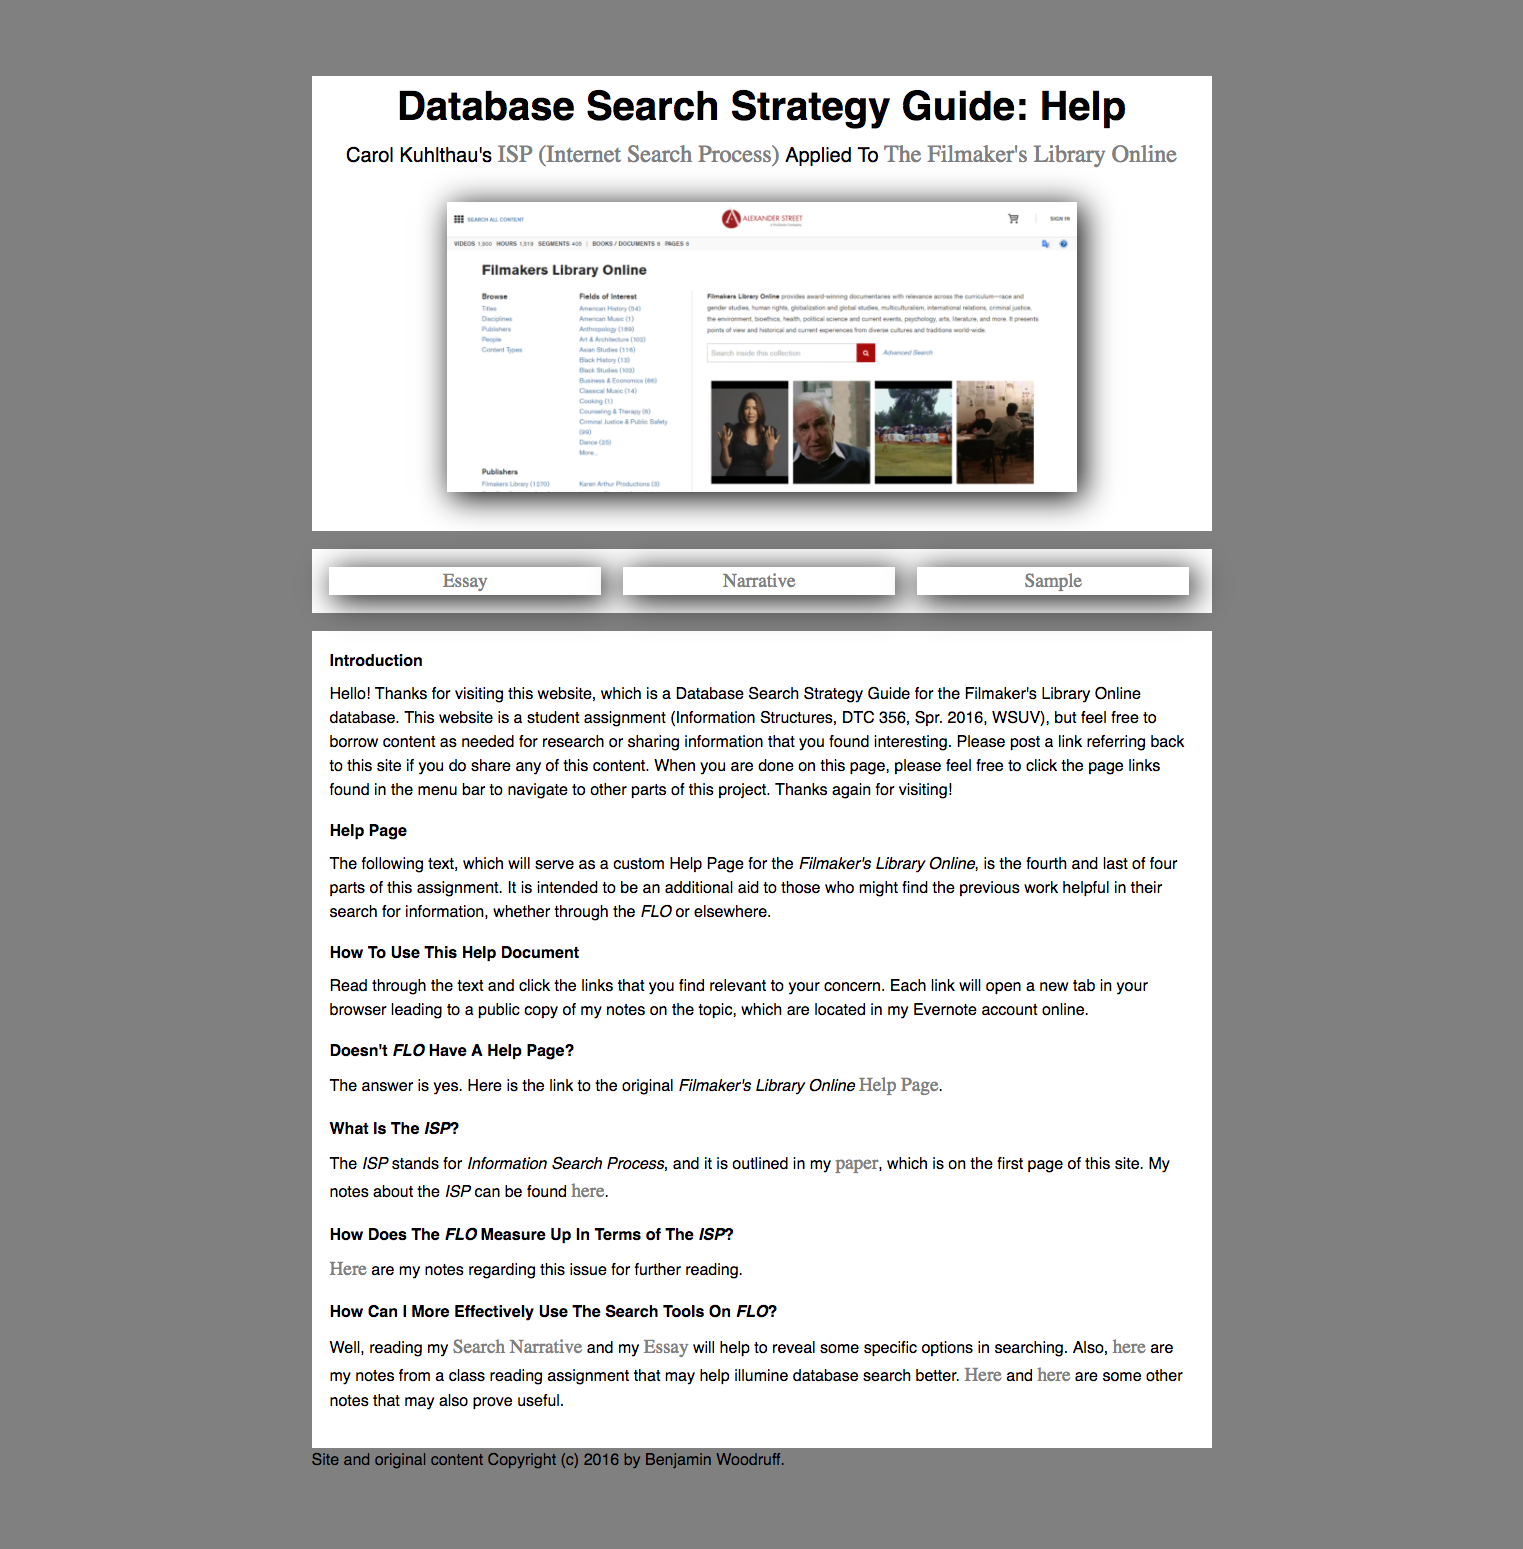 Database Search Strategy Guide: Help
Carol Kuhlthau's ISP (Internet Search Process) Applied To The Filmaker's Library Online
SEARCH ALL CONTENT
ALEXANDER STREET
SIGN IN
VIDEOS 1,900 HOURS 1,519 SEGMENTS 405 | BOOKS / DOCUMENTS 8 PAGES 8
Filmakers Library Online
Browse
Titles
Disciplines
Publishers
People
Content Types
Fields of Interest
American History (54)
American Music (1)
Anthropology (189)
Art & Architecture (102)
Asian Studies (116)
Black History (13)
Black Studies (103)
Business & Economics (66)
Classical Music (14)
Cooking (1)
Counseling & Therapy (8)
Criminal Justice & Public Safety
(99)
Dance (25)
More...
Publishers
Filmakers Library (1270)
Karen Arthur Productions (3)
Filmakers Library Online provides award-winning documentaries with relevance across the curriculum—race and
gender studies, human rights, globalization and global studies, multiculturalism, international relations, criminal justice,
the environment, bioethics, health, political science and current events, psychology, arts, literature, and more. It presents
points of view and historical and current experiences from diverse cultures and traditions world-wide.
Search inside this collection
Advanced Search
Essay
Narrative
Sample
Introduction
Hello! Thanks for visiting this website, which is a Database Search Strategy Guide for the Filmaker's Library Online
database. This website is a student assignment (Information Structures, DTC 356, Spr. 2016, WSUV), but feel free to
borrow content as needed for research or sharing information that you found interesting. Please post a link referring back
to this site if you do share any of this content. When you are done on this page, please feel free to click the page links
found in the menu bar to navigate to other parts of this project. Thanks again for visiting!
Help Page
The following text, which will serve as a custom Help Page for the Filmaker's Library Online, is the fourth and last of four
parts of this assignment. It is intended to be an additional aid to those who might find the previous work helpful in their
search for information, whether through the FLO or elsewhere.
How To Use This Help Document
Read through the text and click the links that you find relevant to your concern. Each link will open a new tab in your
browser leading to a public copy of my notes on the topic, which are located in my Evernote account online.
Doesn't FLO Have A Help Page?
The answer is yes. Here is the link to the original Filmaker's Library Online Help Page.
What Is The ISP?
The ISP stands for Information Search Process, and it is outlined in my paper, which is on the first page of this site. My
notes about the ISP can be found here.
How Does The FLO Measure Up In Terms of The ISP?
Here are my notes regarding this issue for further reading.
How Can I More Effectively Use The Search Tools On FLO?
Well, reading my Search Narrative and my Essay will help to reveal some specific options in searching. Also, here are
my notes from a class reading assignment that may help illumine database search better. Here and here are some other
notes that may also prove useful.
Site and original content Copyright (c) 2016 by Benjamin Woodruff.